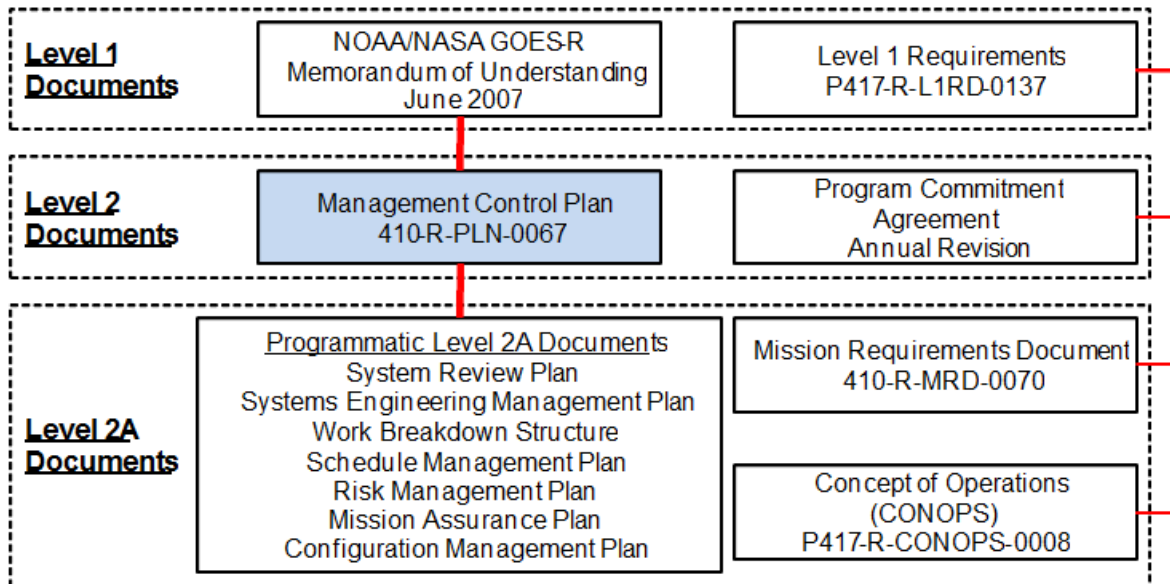 Level 1
Documents
NOAA/NASA GOES-R
Memorandum of Understanding
June 2007
Level 1 Requirements
P417-R-L1RD-0137
Level 2
Documents
Management Control Plan
410-R-PLN-0067
Program Commitment
Agreement
Annual Revision
Level 2A
Documents
Programmatic Level 2A Documents
System Review Plan
Systems Engineering Management Plan
Work Breakdown Structure
Schedule Management Plan
Risk Management Plan
Mission Assurance Plan
Configuration Management Plan
Mission Requirements Document
410-R-MRD-0070
Concept of Operations
(CONOPS)
P417-R-CONOPS-0008